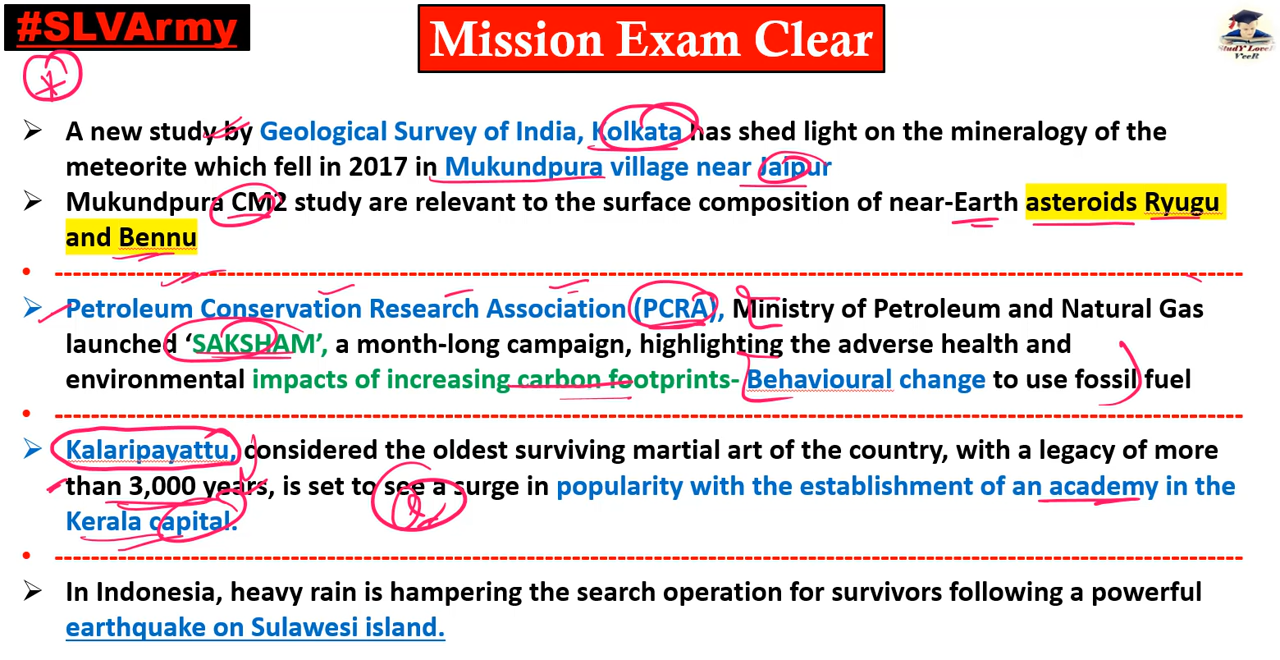 #SLVArmy
Mission Exam Clear
StudY LoveR
VeeR
A new study by Geological Survey of India, Kolkata has shed light on the mineralogy of the
meteorite which fell in 2017 in Mukundpura village near Jaipur
Mukundpura CM2 study are relevant to the surface composition of near-Earth asteroids Ryugu
and Bennu
Petroleum Conservation Research Association (PCRA), Ministry of Petroleum and Natural Gas
launched ‘SAKSHAM’, a month-long campaign, highlighting the adverse health and
environmental impacts of increasing carbon footprints- Behavioural change to use fossil fuel
Kalaripayattu, considered the oldest surviving martial art of the country, with a legacy of more
than 3,000 years, is set to see a surge in popularity with the establishment of an academy in the
Kerala capital.
In Indonesia, heavy rain is hampering the search operation for survivors following a powerful
earthquake on Sulawesi island.